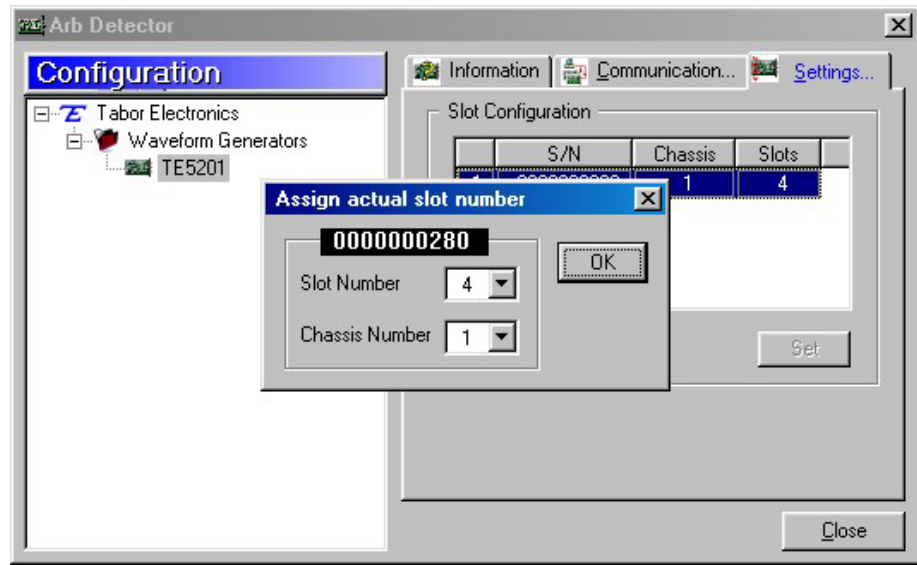 Arb Detector
Configuration
Tabor Electronics
Waveform Generators
TE5201
Information
Communication...
Settings...
Slot Configuration
S/N Chassis Slots
1 4
Assign actual slot number
0000000280
Slot Number 4
Chassis Number 1
OK
Set
Close